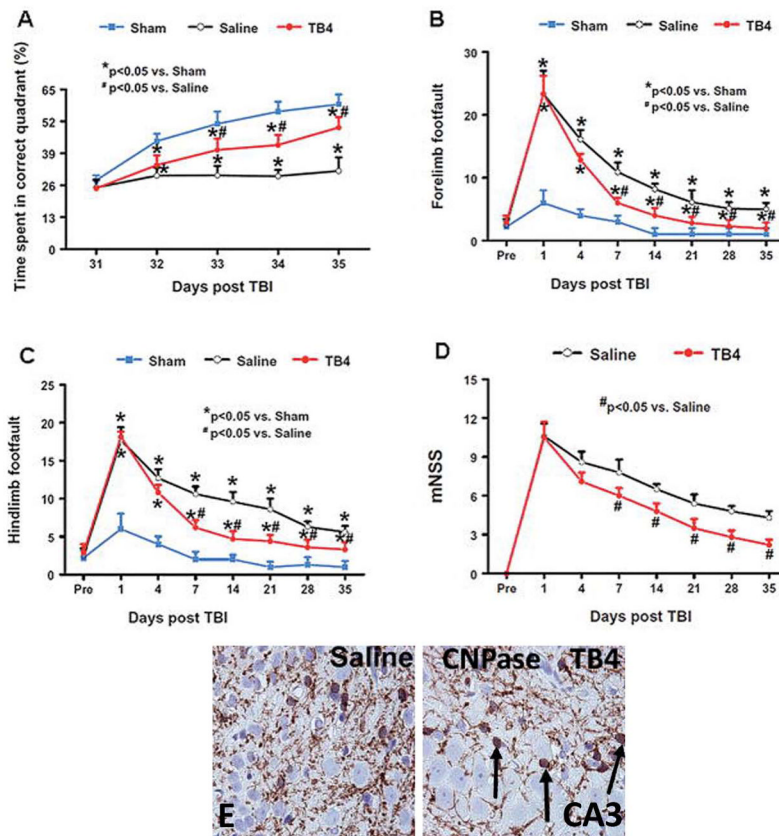 A
Sham Saline TB4
*p<0.05 vs. Sham
#p<0.05 vs. Saline
Time spent in correct quadrant (%)
65
52
39
26
13
0
* *# *# *#
* * * *
31 32 33 34 35
Days post TBI
B
Sham Saline TB4
*p<0.05 vs. Sham
#p<0.05 vs. Saline
Forelimb footfault
30
20
10
0
* * * * * * *
* * *# *# *# *# *#
Pre 1 4 7 14 21 28 35
Days post TBI
C
Sham Saline TB4
*p<0.05 vs. Sham
#p<0.05 vs. Saline
Hindlimb footfault
25
20
15
10
5
0
* * * * * * *
* * *# *# *# *# *#
Pre 1 4 7 14 21 28 35
Days post TBI
D
Saline TB4
#p<0.05 vs. Saline
mNSS
15
12
9
6
3
0
# # # # #
Pre 1 4 7 14 21 28 35
Days post TBI
Saline
E
CNPase TB4
CA3